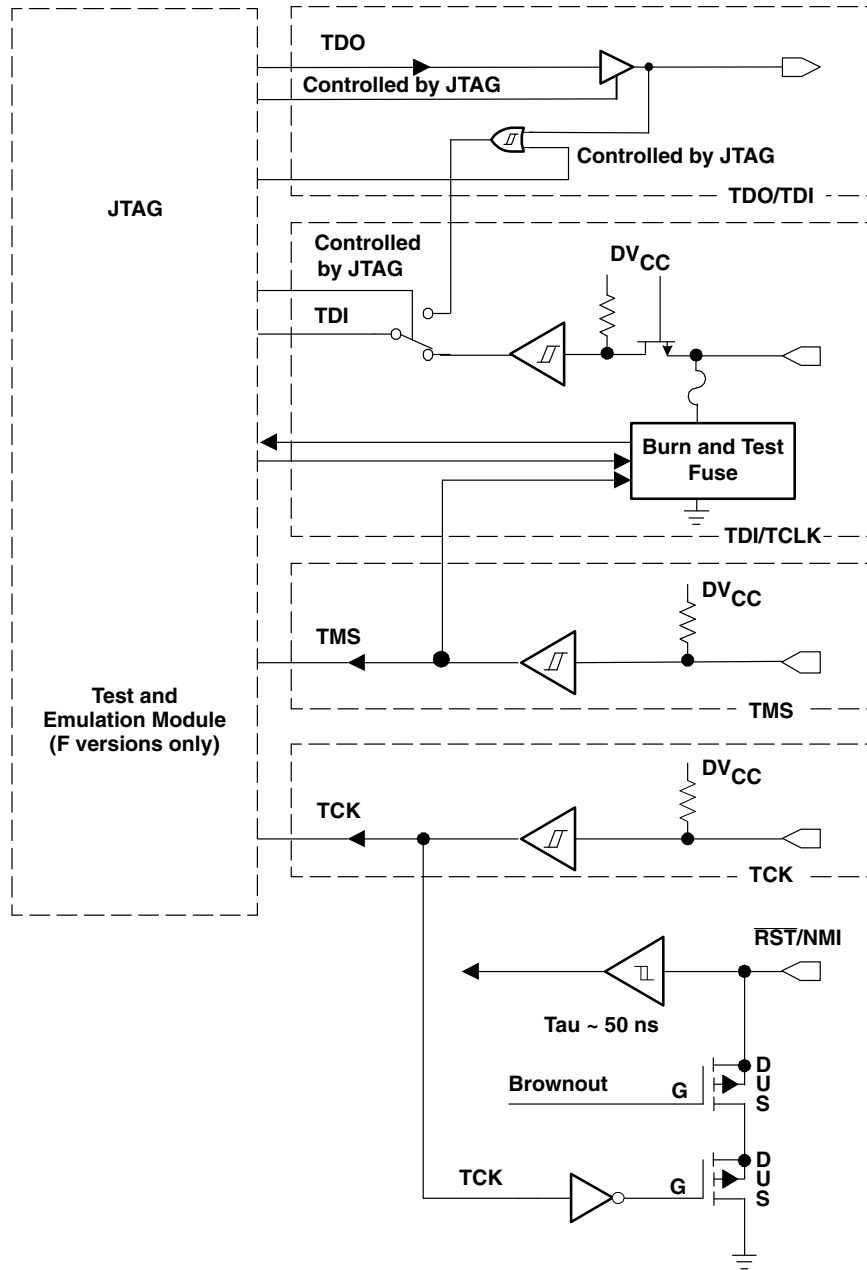 TDO
Controlled by JTAG
Controlled by JTAG
TDO/TDI
JTAG
Controlled
by JTAG
TDI
DVCC
Burn and Test
Fuse
TDI/TCLK
TMS
DVCC
TMS
Test and
Emulation Module
(F versions only)
TCK
DVCC
TCK
RST/NMI
Tau ~ 50 ns
Brownout
G
D
U
S
TCK
G
D
U
S